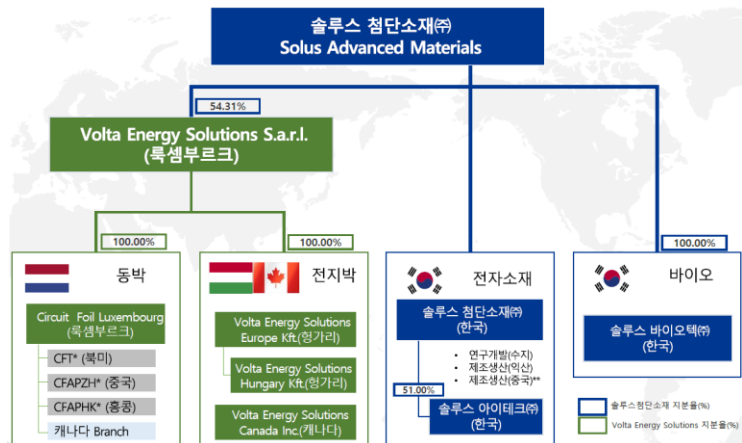 솔루스 첨단소재㈜
Solus Advanced Materials
54.31%
Volta Energy Solutions S.a.r.l.
(룩셈부르크)
100.00%
100.00%
100.00%
동박
전지박
전자소재
바이오
Circuit Foil Luxembourg
(룩셈부르크)
CFT* (북미)
CFAPZH* (중국)
CFAPHK* (홍콩)
캐나다 Branch
Volta Energy Solutions
Europe Kft.(헝가리)
Volta Energy Solutions
Hungary Kft.(헝가리)
Volta Energy Solutions
Canada Inc.(캐나다)
솔루스 첨단소재㈜
(한국)
• 연구개발(수지)
• 제조생산(익산)
• 제조생산(중국)**
51.00%
솔루스 아이테크㈜
(한국)
솔루스 바이오텍㈜
(한국)
솔루스첨단소재 지분율(%)
Volta Energy Solutions 지분율(%)